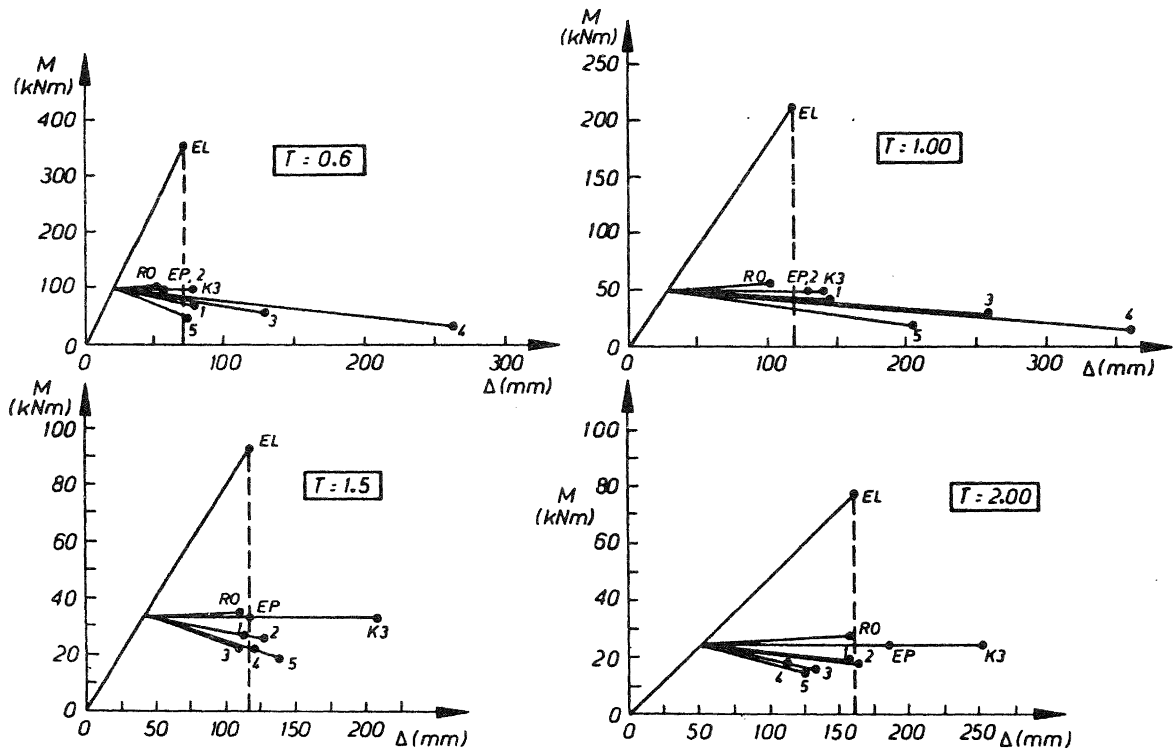 M
(kNm)
400
300
200
100
0
EL
T = 0.6
RO EP,2 K3
1
5
3
4
0 100 200 300
Δ(mm)
M
(kNm)
250
200
150
100
50
0
EL
T = 1.00
RO EP,2 K3
1
3
4
5
0 100 200 300
Δ(mm)
M
(kNm)
100
80
60
40
20
0
EL
T = 1.5
RO EP
1 2 K3
3 4 5
0 50 100 150 200 Δ(mm)
100
M
(kNm)
80
60
40
20
0
EL
T = 2.00
RO
1 2 EP K3
4 5 3
0 50 100 150 200 250 Δ(mm)